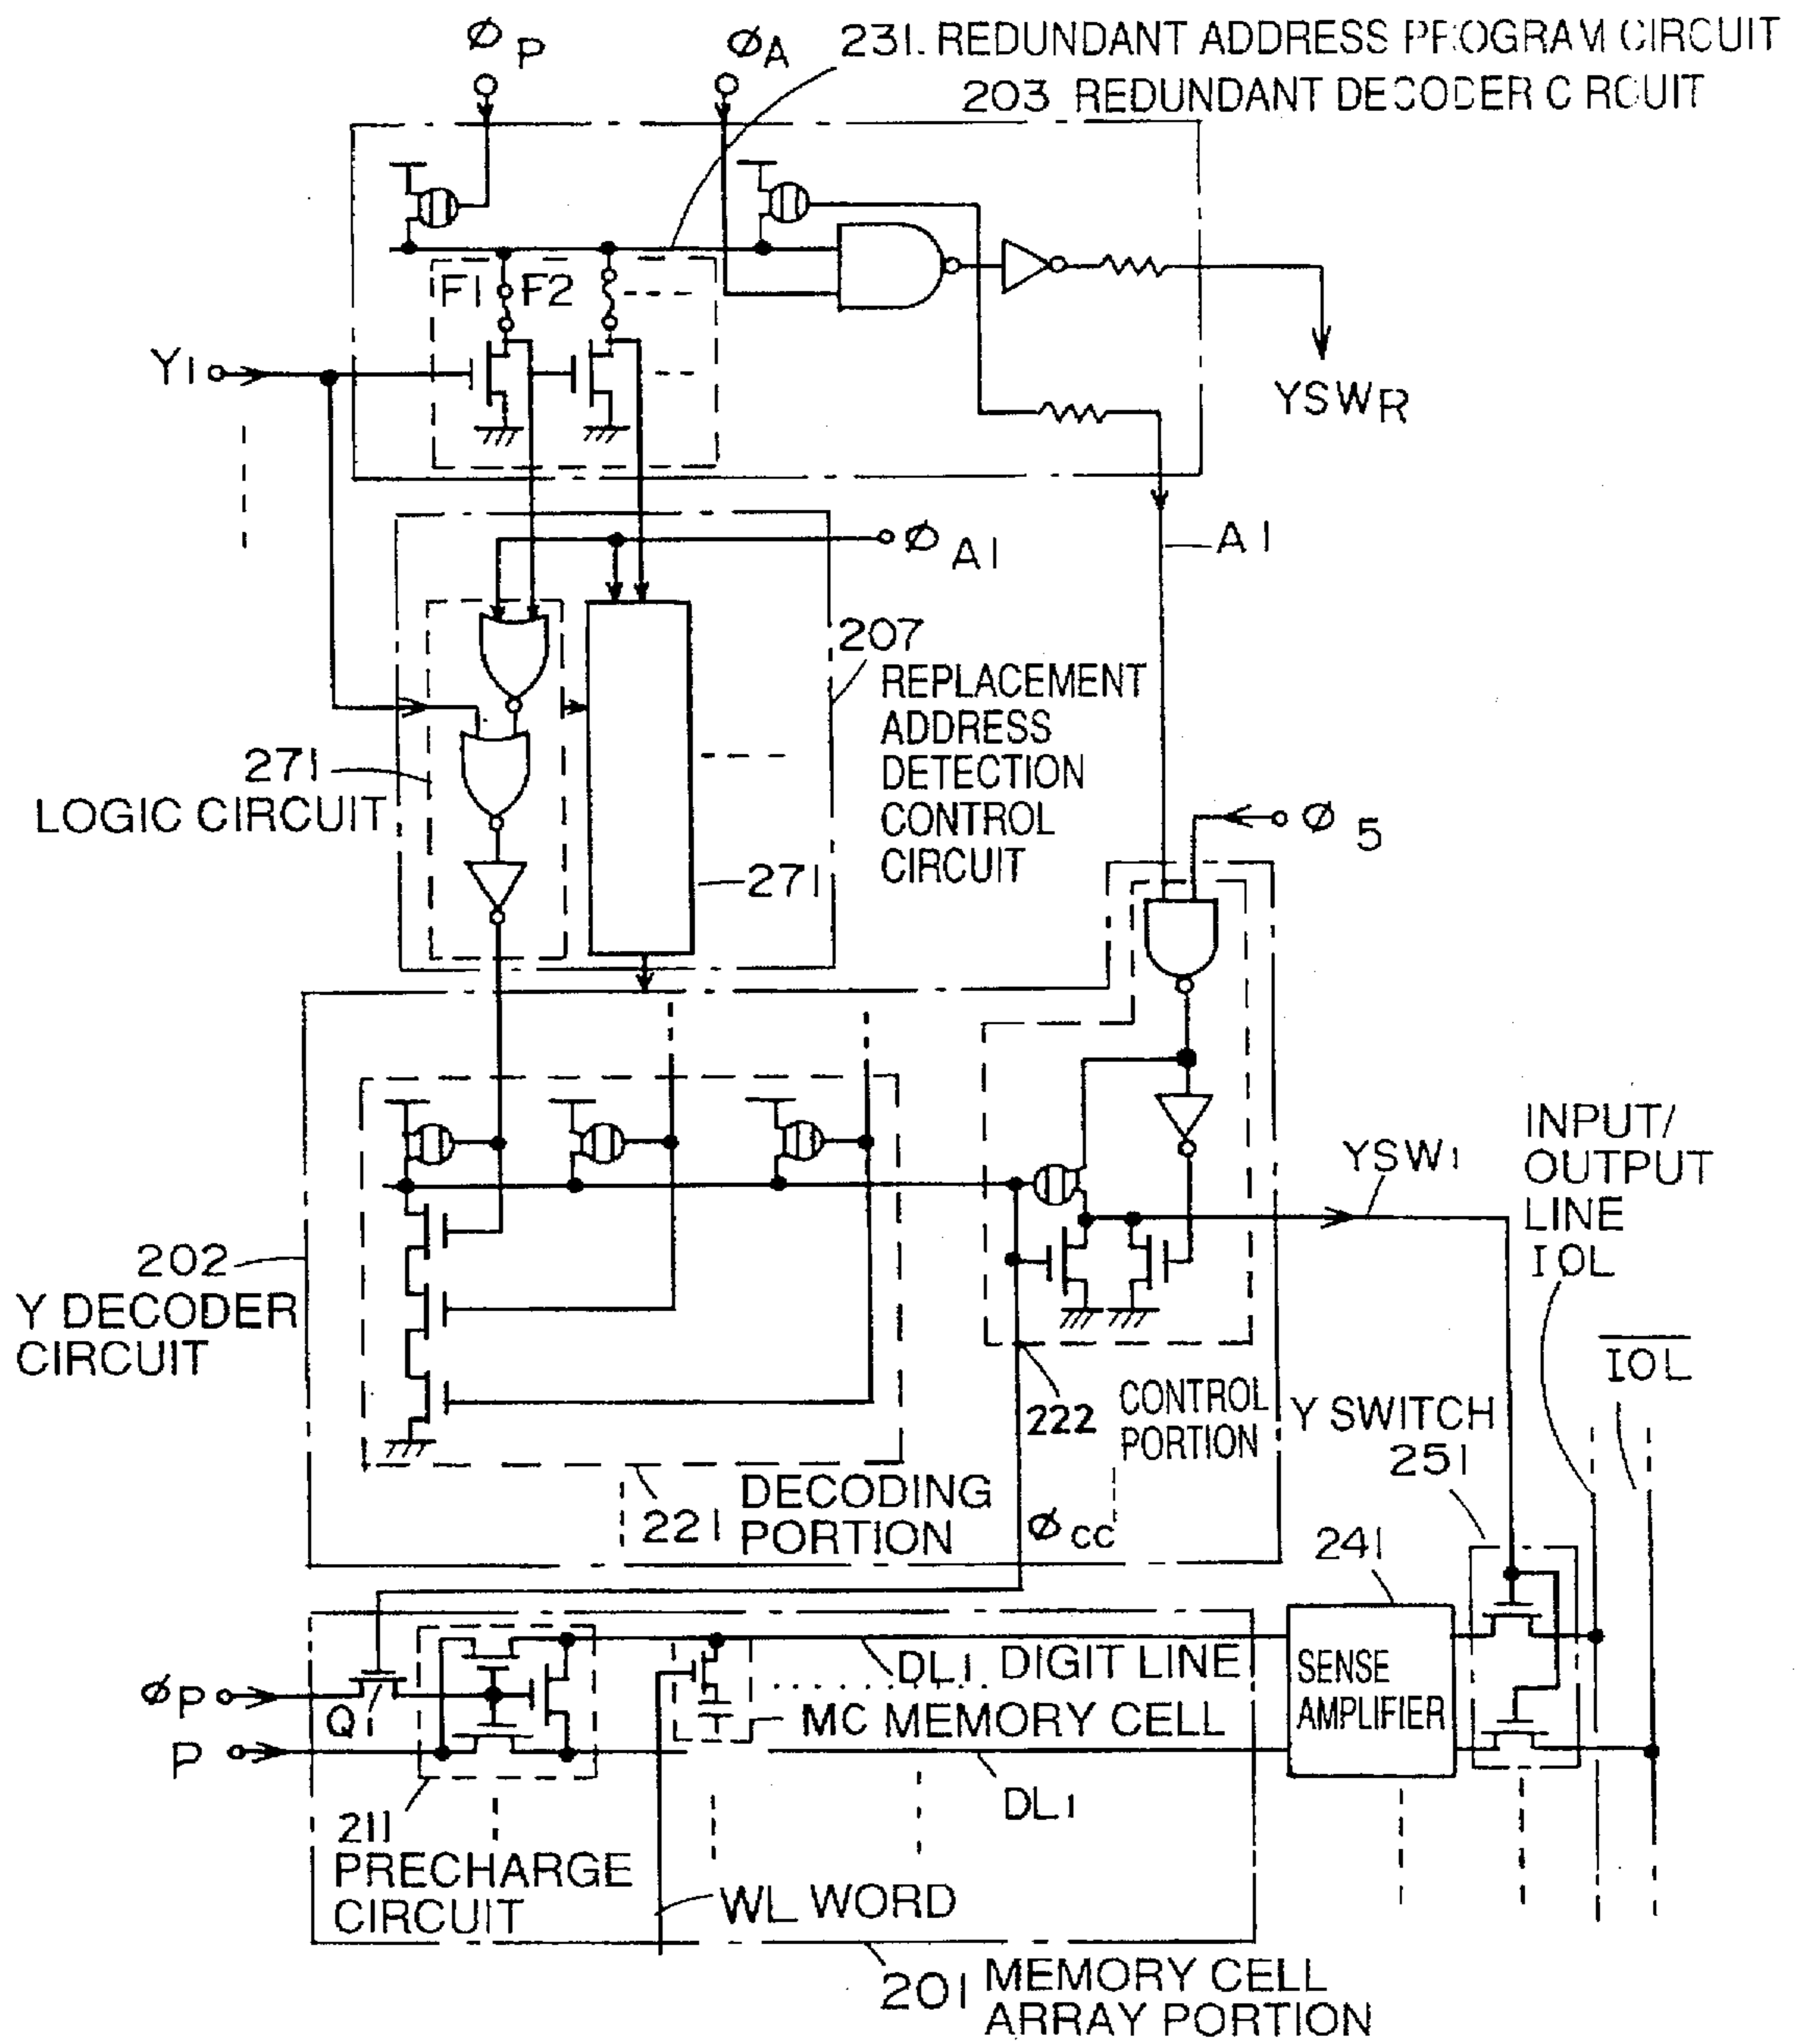 ØP
ØA
231. REDUNDANT ADDRESS PROGRAM CIRCUIT
203 REDUNDANT DECODER CIRCUIT
F1
F2
Y1
YSWR
ØA1
A1
207
REPLACEMENT
ADDRESS
DETECTION
CONTROL
CIRCUIT
271
LOGIC CIRCUIT
Ø5
271
INPUT/
OUTPUT
LINE
IOL
YSW1
202
Y DECODER
CIRCUIT
IOL
222
CONTROL
PORTION
Y SWITCH
251
221
DECODING
PORTION
ØCC
241
SENSE
AMPLIFIER
DL1 DIGIT LINE
ØP
Q1
MC MEMORY CELL
P
DL1
211
PRECHARGE
CIRCUIT
WL WORD
201
MEMORY CELL
ARRAY PORTION